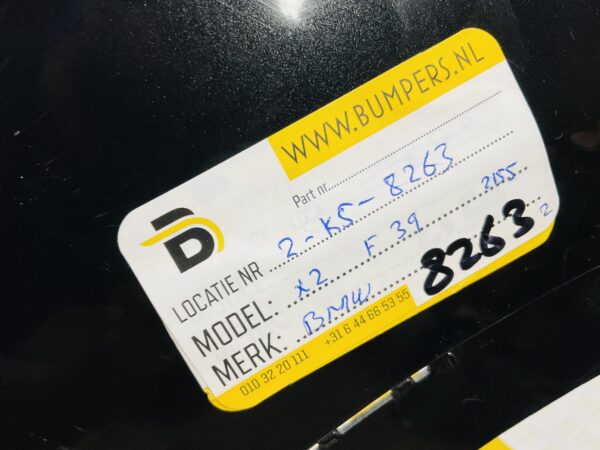 WWW.BUMPERS.NL
Part nr.
LOCATIE NR 2-K5-8263
MODEL: X2 F39 2155
MERK: BMW 8263 2
010 32 20 111 +31 6 44 66 53 55